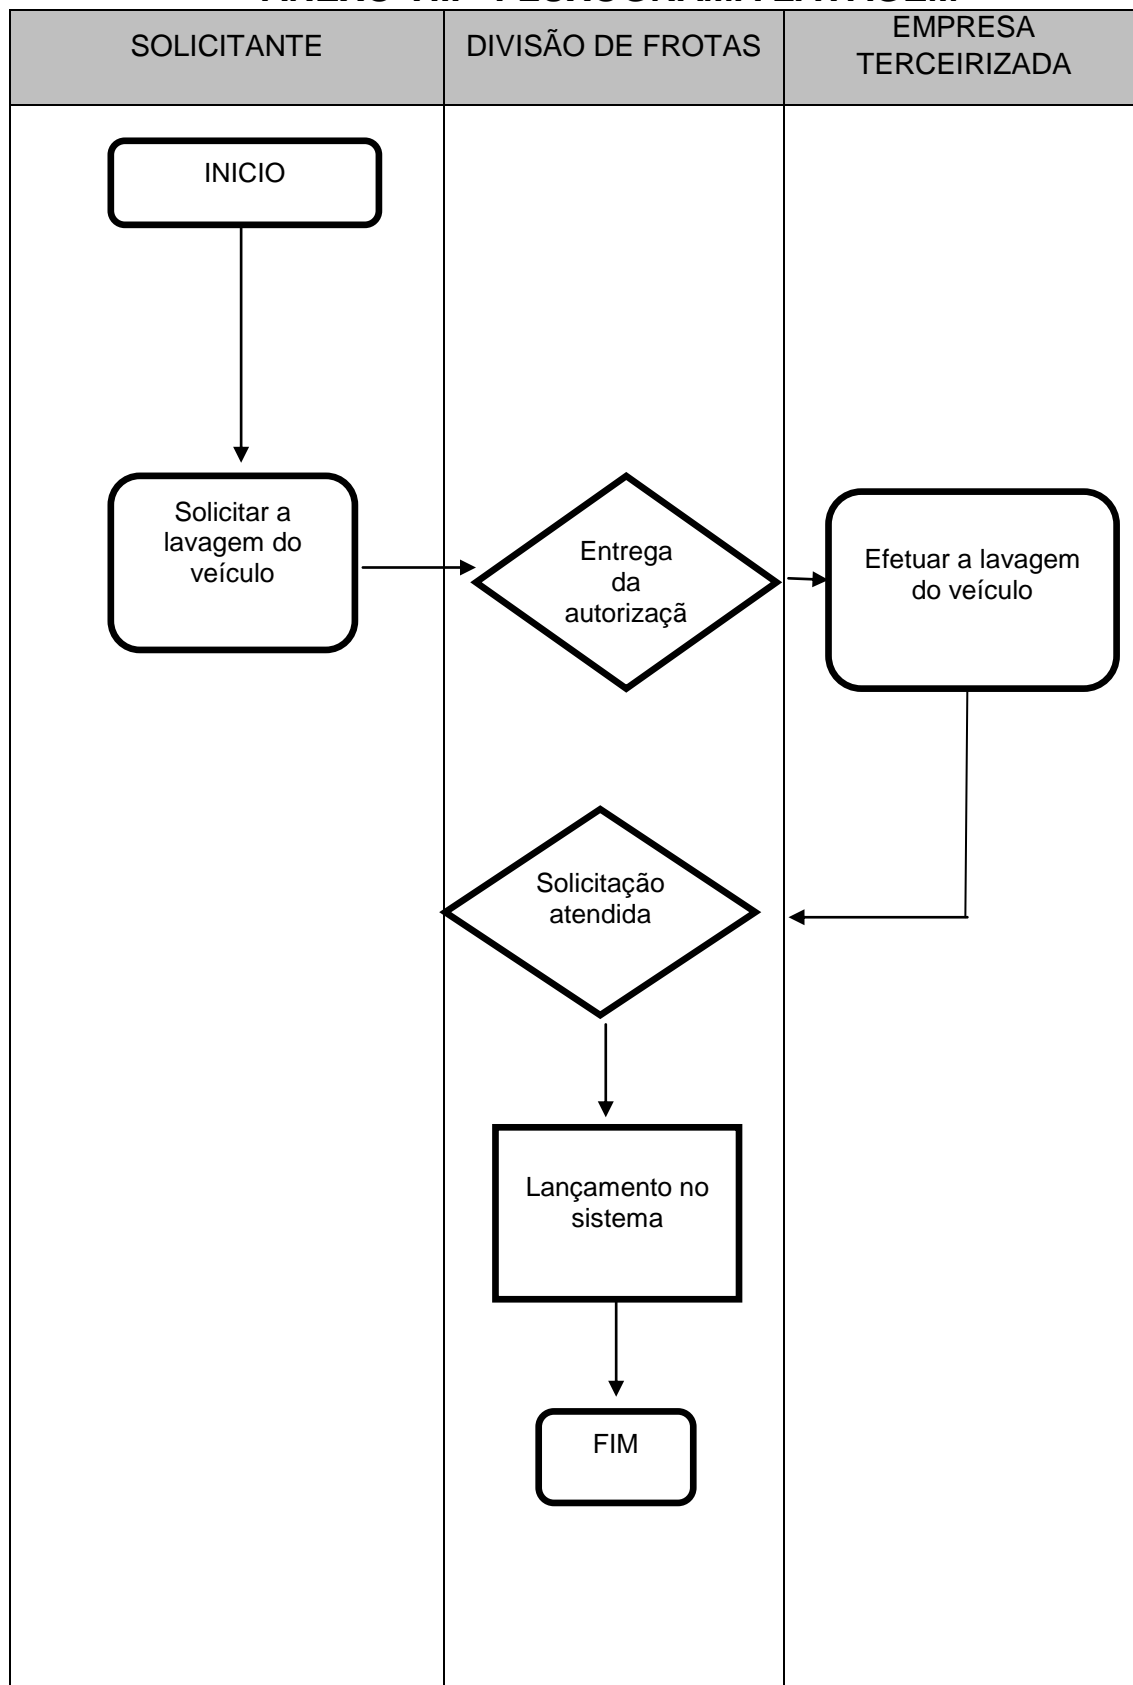 SOLICITANTE
DIVISÃO DE FROTAS
EMPRESA
TERCEIRIZADA
INICIO
Solicitar a
lavagem do
veículo
Entrega
da
autorizaçã
Efetuar a lavagem
do veículo
Solicitação
atendida
Lançamento no
sistema
FIM